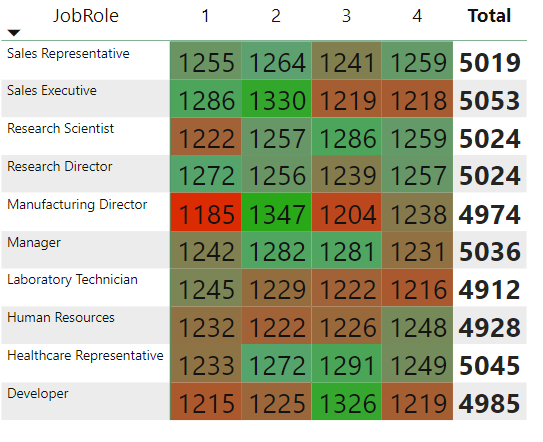 JobRole 1 2 3 4 Total
Sales Representative 1255 1264 1241 1259 5019
Sales Executive 1286 1330 1219 1218 5053
Research Scientist 1222 1257 1286 1259 5024
Research Director 1272 1256 1239 1257 5024
Manufacturing Director 1185 1347 1204 1238 4974
Manager 1242 1282 1281 1231 5036
Laboratory Technician 1245 1229 1222 1216 4912
Human Resources 1232 1222 1226 1248 4928
Healthcare Representative 1233 1272 1291 1249 5045
Developer 1215 1225 1326 1219 4985